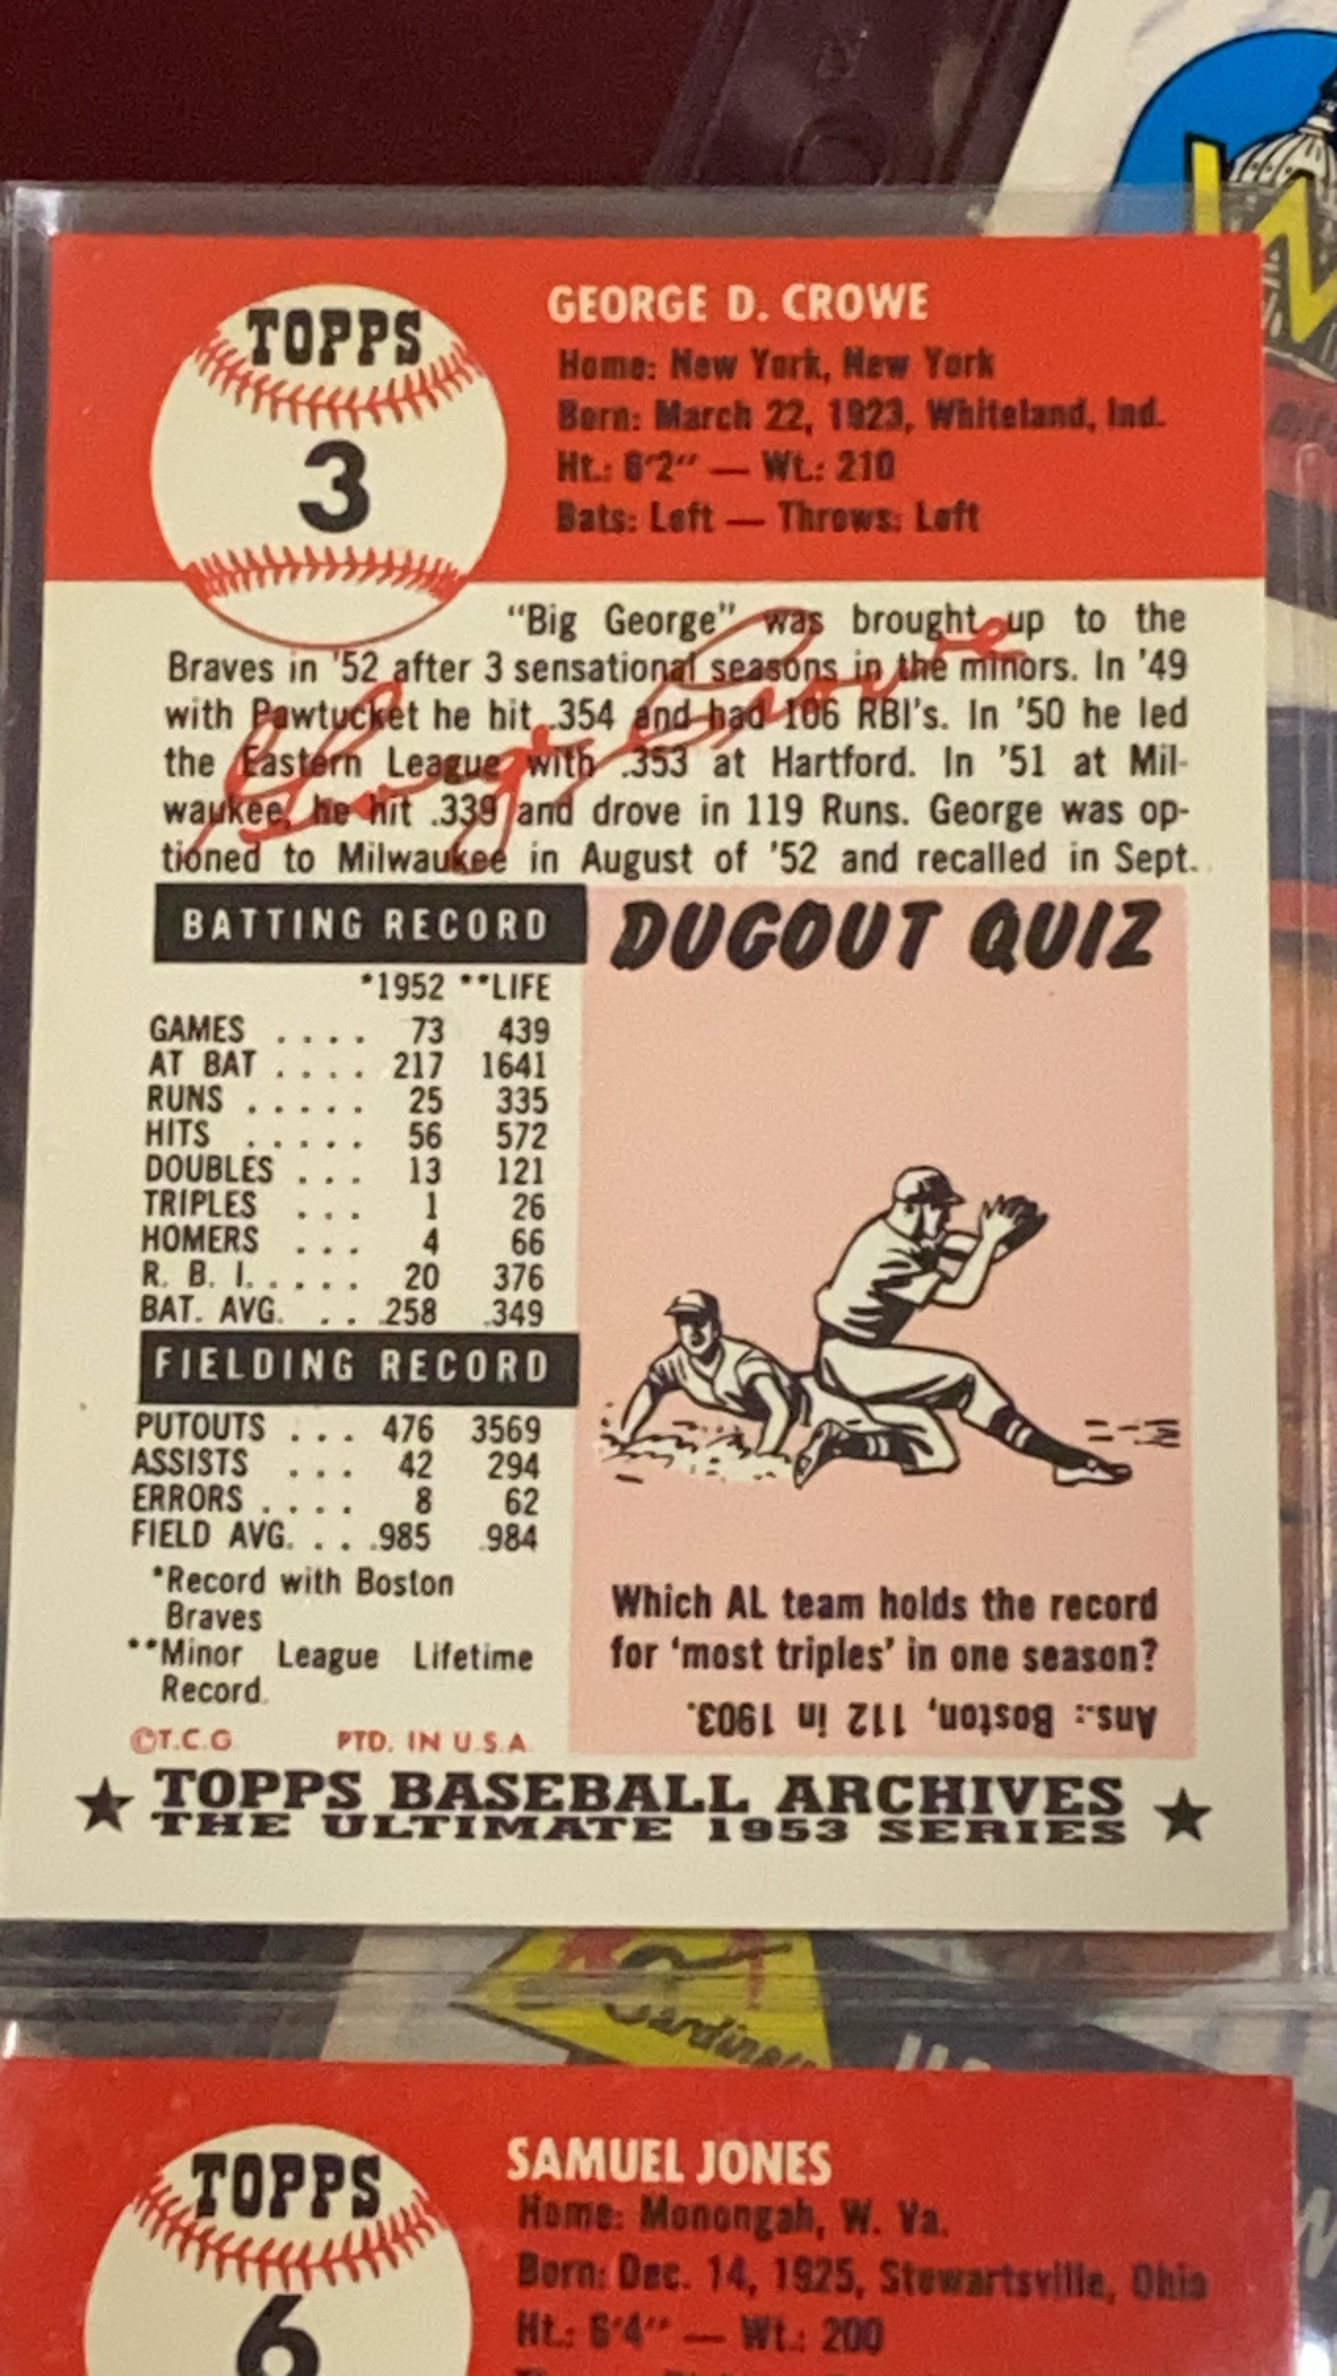 TOPPS
3
GEORGE D. CROWE
Home: New York, New York
Born: March 22, 1923, Whiteland, Ind.
Ht.: 6'2" — Wt.: 210
Bats: Left — Throws: Left
"Big George" was brought up to the
Braves in '52 after 3 sensational seasons in the minors. In '49
with Pawtucket he hit .354 and had 106 RBI's. In '50 he led
the Eastern League with .353 at Hartford. In '51 at Mil-
waukee, he hit .339 and drove in 119 Runs. George was op-
tioned to Milwaukee in August of '52 and recalled in Sept.
George Crowe
BATTING RECORD
*1952 **LIFE
GAMES .... 73 439
AT BAT .... 217 1641
RUNS ..... 25 335
HITS ..... 56 572
DOUBLES ... 13 121
TRIPLES ... 1 26
HOMERS ... 4 66
R. B. I. .... 20 376
BAT. AVG. .. .258 .349
FIELDING RECORD
PUTOUTS ... 476 3569
ASSISTS ... 42 294
ERRORS .... 8 62
FIELD AVG. ... .985 .984
*Record with Boston
Braves
**Minor League Lifetime
Record.
©T.C.G. PTD. IN U.S.A.
DUGOUT QUIZ
Which AL team holds the record
for 'most triples' in one season?
Ans.: Boston, 112 in 1903.
★ TOPPS BASEBALL ARCHIVES ★
THE ULTIMATE 1953 SERIES
TOPPS
6
SAMUEL JONES
Home: Monongah, W. Va.
Born: Dec. 14, 1925, Stewartsville, Ohio
Ht.: 6'4" — Wt.: 200